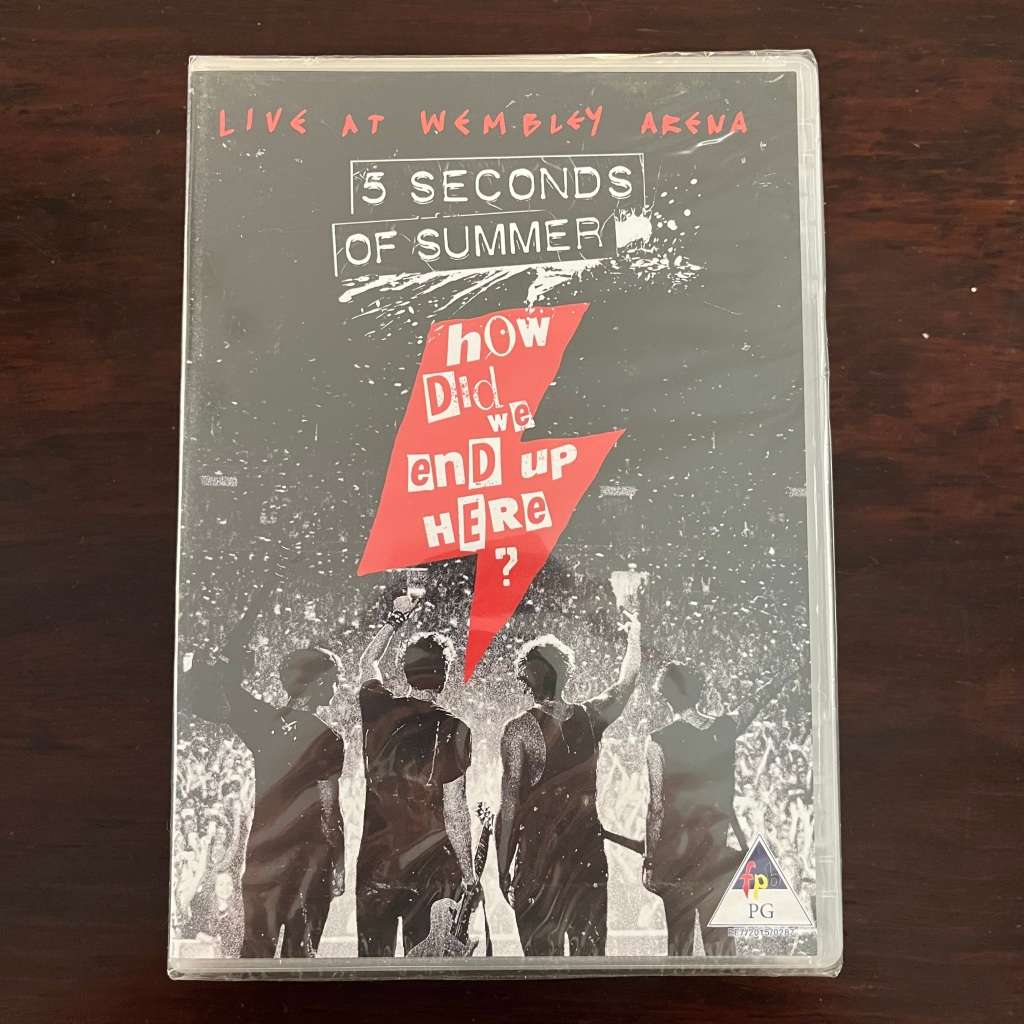 LIVE AT WEMBLEY ARENA
5 SECONDS
OF SUMMER
hOW
DId
we
enD up
HERe
?
fpb
PG